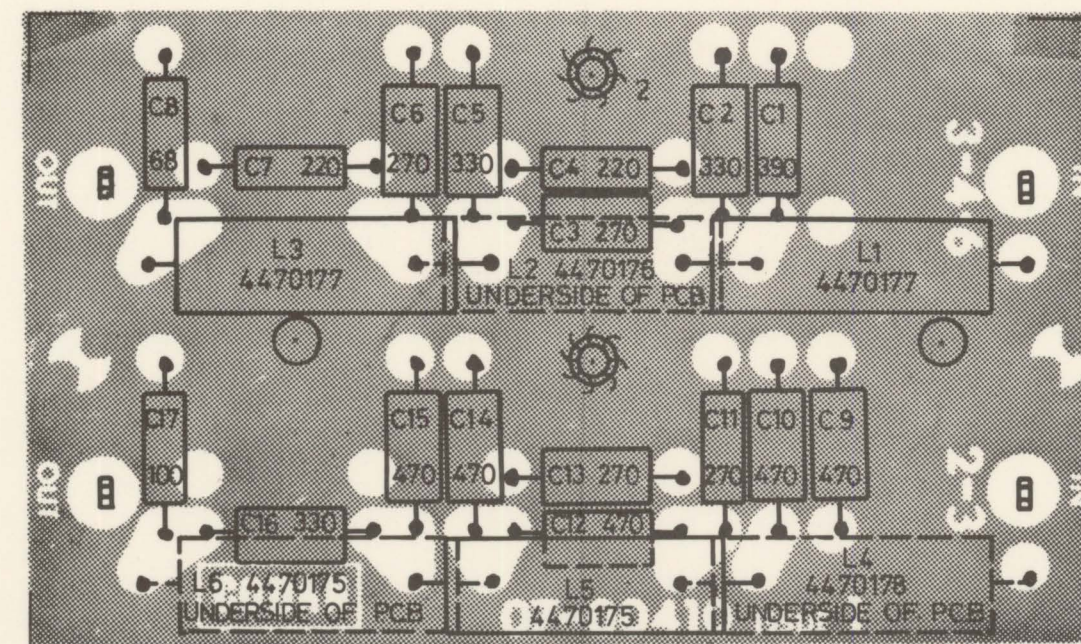 C8
68
C7 220
C6
270
C5
330
2
C4 220
C3 270
C2
330
C1
390
OUT
3-4.6
L3
4470177
L2 4470176
UNDERSIDE OF PCB
L1
4470177
C17
100
C15
470
C14
470
C13 270
C12 470
C11
270
C10
470
C9
470
OUT
2-3
C16 330
L6 4470175
UNDERSIDE OF PCB
L5
4470175
L4
4470178
UNDERSIDE OF PCB